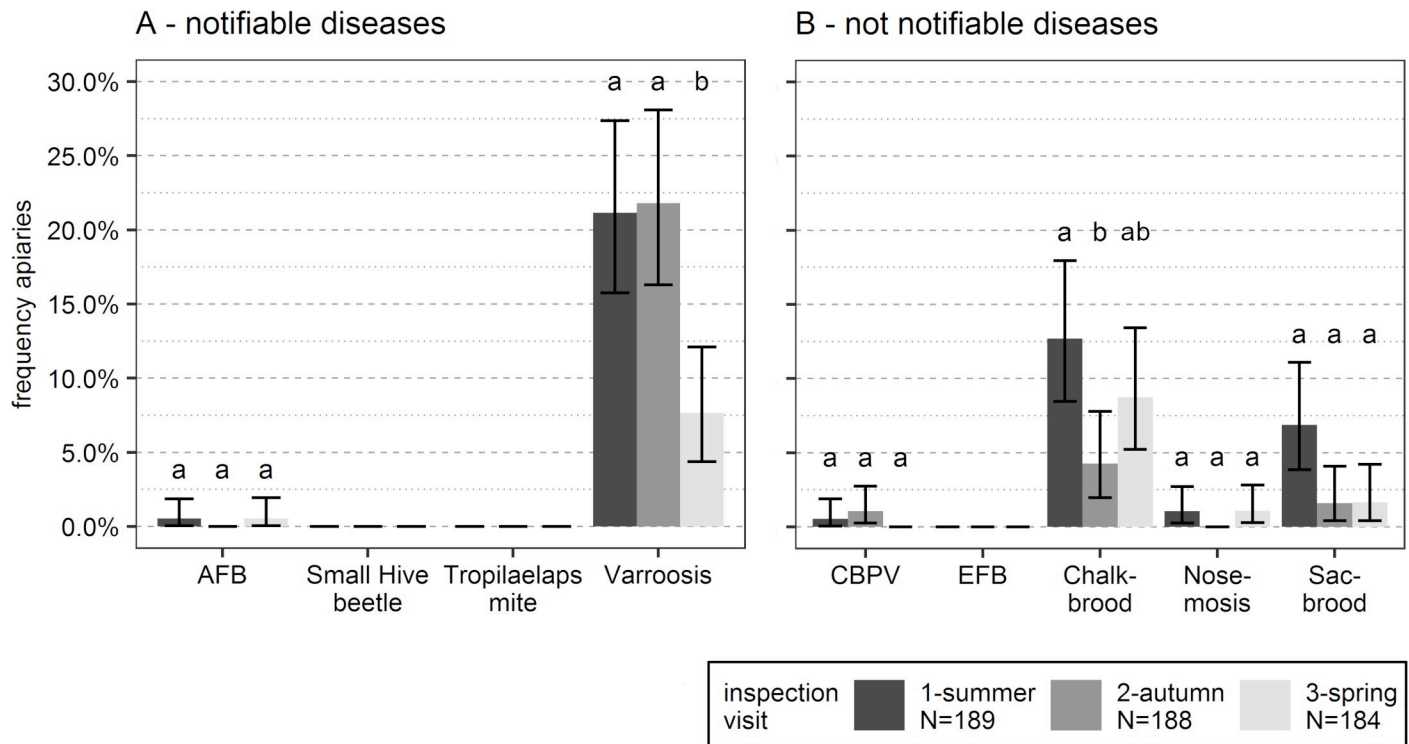 A - notifiable diseases
B - not notifiable diseases
frequency apiaries
30.0%
25.0%
20.0%
15.0%
10.0%
5.0%
0.0%
a a a
a a b
a a a
a b ab
a a a
a a a
AFB
Small Hive
beetle
Tropilaelaps
mite
Varroosis
CBPV
EFB
Chalk-
brood
Nose-
mosis
Sac-
brood
inspection
visit
1-summer
N=189
2-autumn
N=188
3-spring
N=184